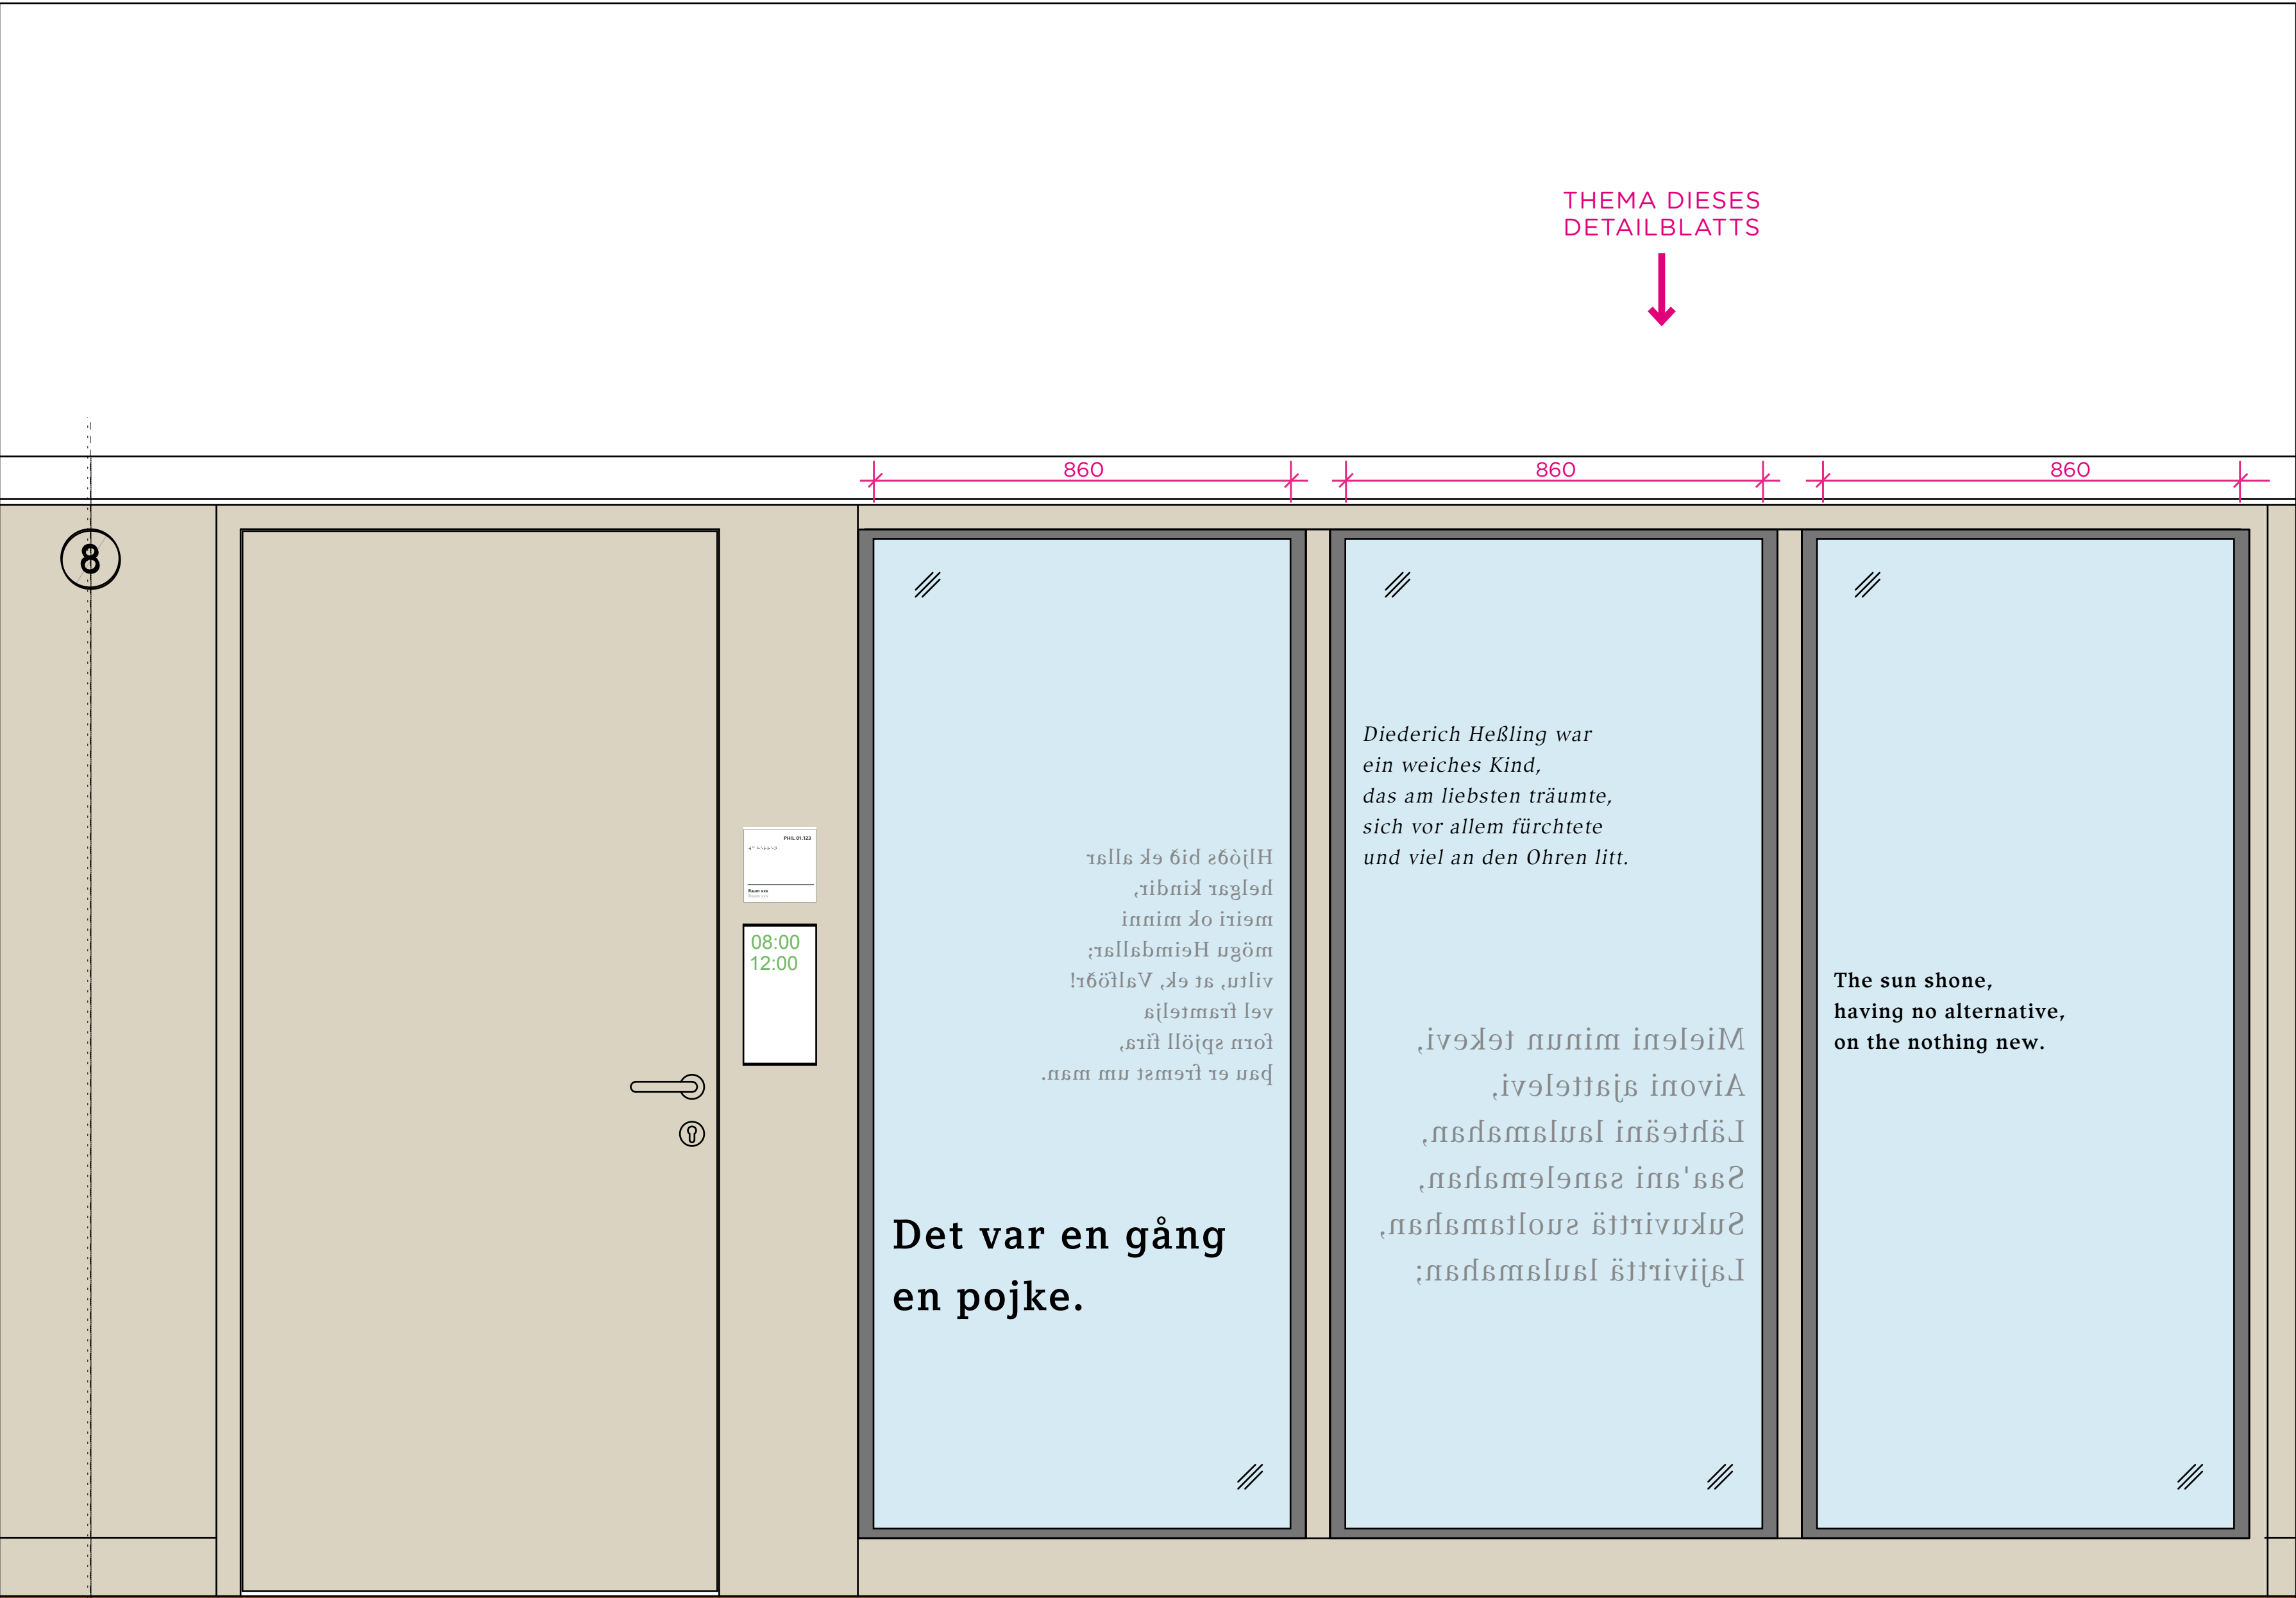 THEMA DIESES
DETAILBLATTS
860
860
860
8
PHIL 01.123
Raum xxx
Raum xxx
08:00
12:00
Hljóðs bið ek allar
helgar kindir,
meiri ok minni
mögu Heimdallar;
viltu, at ek, Valföðr!
vel framtelja
forn spjöll fira,
þau er fremst um man.
Det var en gång
en pojke.
Diederich Heßling war
ein weiches Kind,
das am liebsten träumte,
sich vor allem fürchtete
und viel an den Ohren litt.
Mieleni minun tekevi,
Aivoni ajattelevi,
Lähteäni laulamahan,
Saa'ani sanelemahan,
Sukuvirttä suoltamahan,
Lajivirttä laulamahan;
The sun shone,
having no alternative,
on the nothing new.